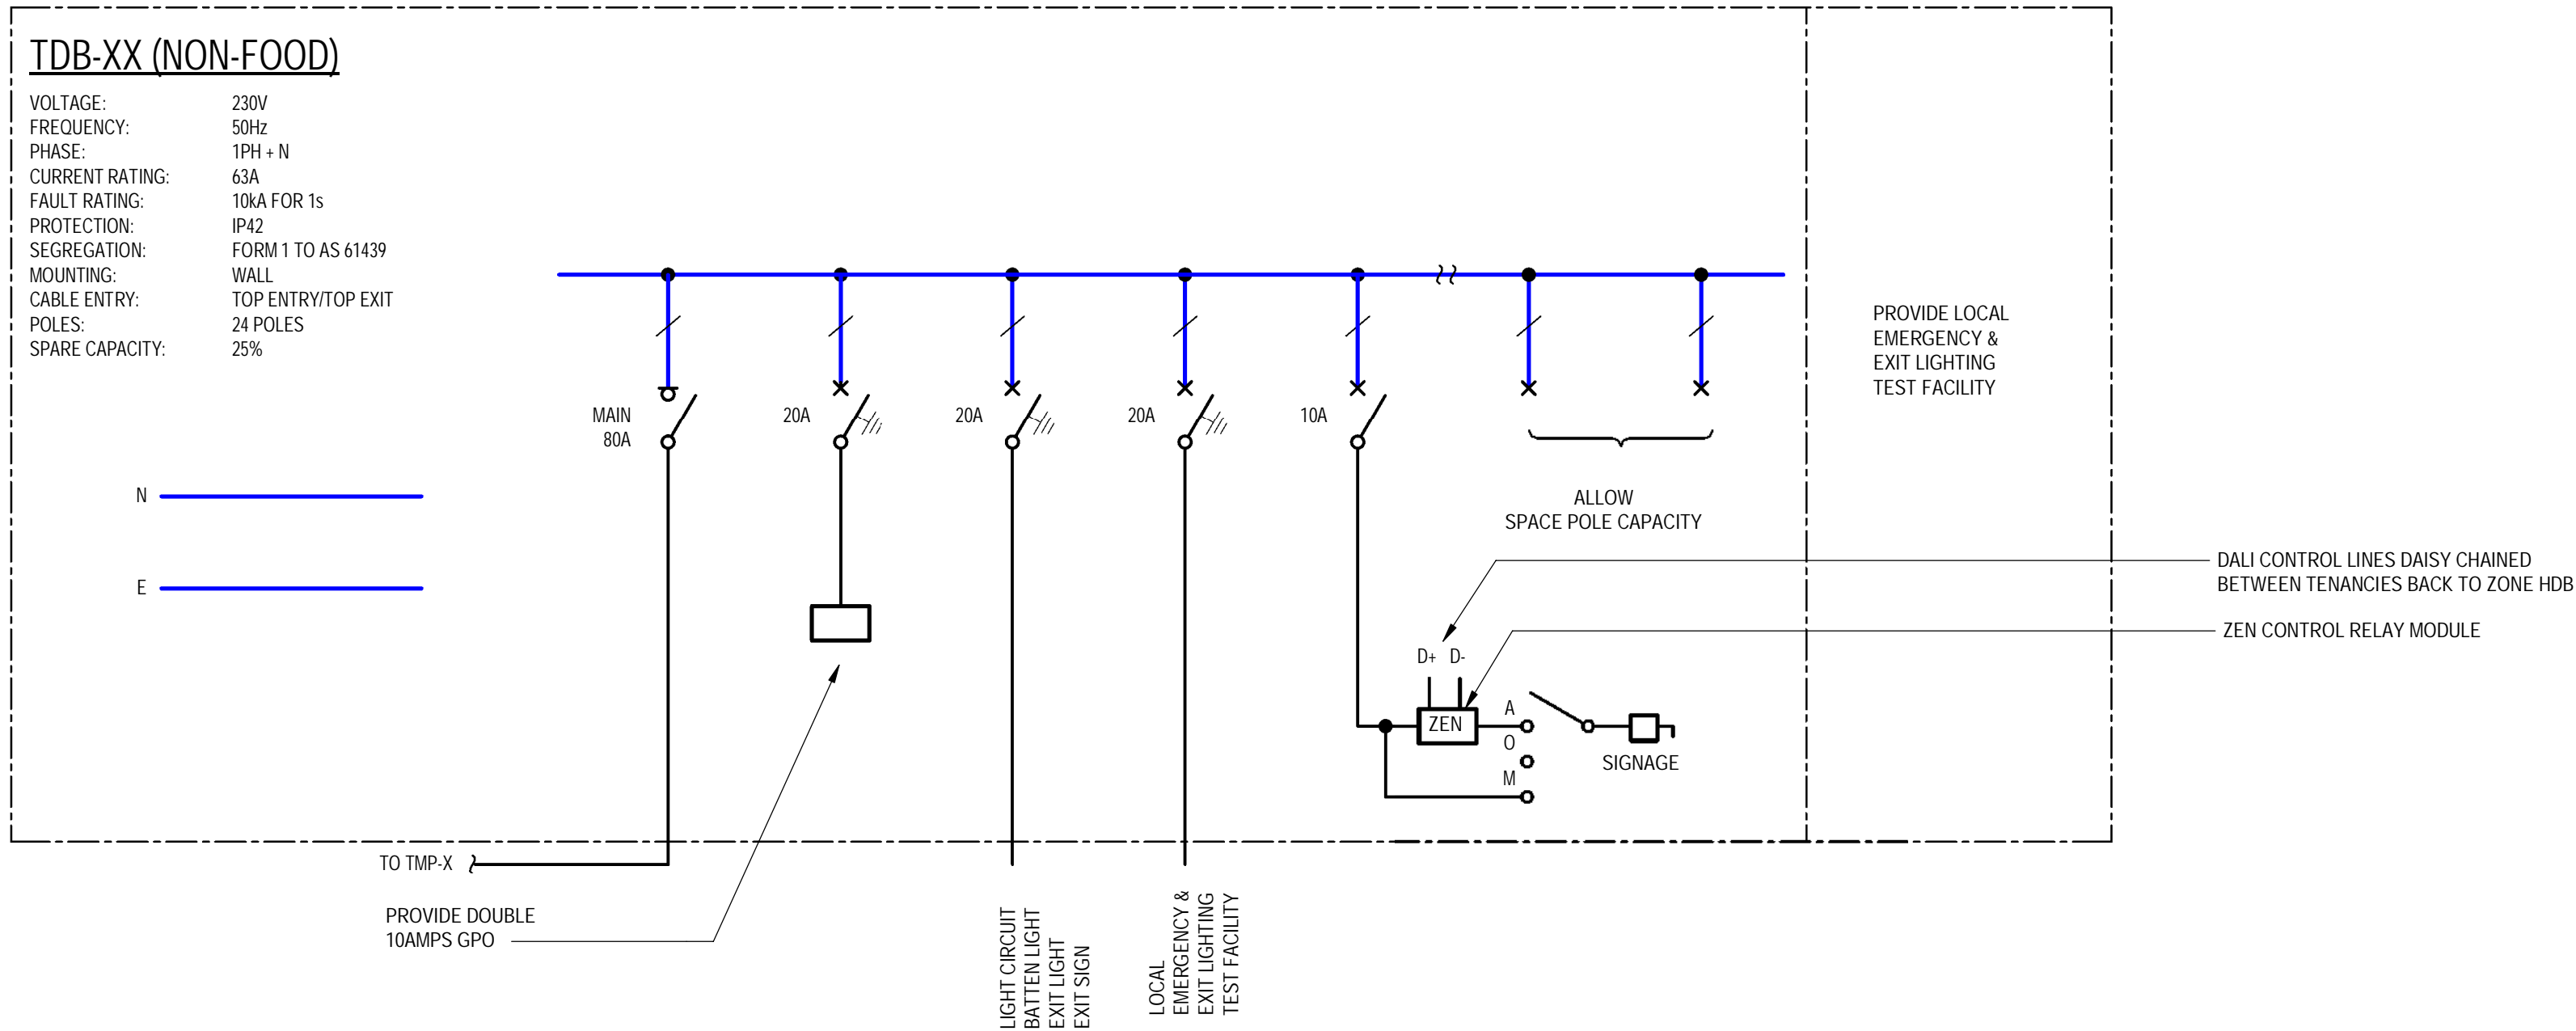 TDB-XX (NON-FOOD)
VOLTAGE: 230V
FREQUENCY: 50Hz
PHASE: 1PH + N
CURRENT RATING: 63A
FAULT RATING: 10kA FOR 1s
PROTECTION: IP42
SEGREGATION: FORM 1 TO AS 61439
MOUNTING: WALL
CABLE ENTRY: TOP ENTRY/TOP EXIT
POLES: 24 POLES
SPARE CAPACITY: 25%
PROVIDE LOCAL
EMERGENCY &
EXIT LIGHTING
TEST FACILITY
MAIN
80A
20A
20A
20A
10A
N
E
ALLOW
SPACE POLE CAPACITY
DALI CONTROL LINES DAISY CHAINED
BETWEEN TENANCIES BACK TO ZONE HDB
ZEN CONTROL RELAY MODULE
D+ D-
ZEN
A
O
M
SIGNAGE
TO TMP-X
PROVIDE DOUBLE
10AMPS GPO
LIGHT CIRCUIT
BATTEN LIGHT
EXIT LIGHT
EXIT SIGN
LOCAL
EMERGENCY &
EXIT LIGHTING
TEST FACILITY